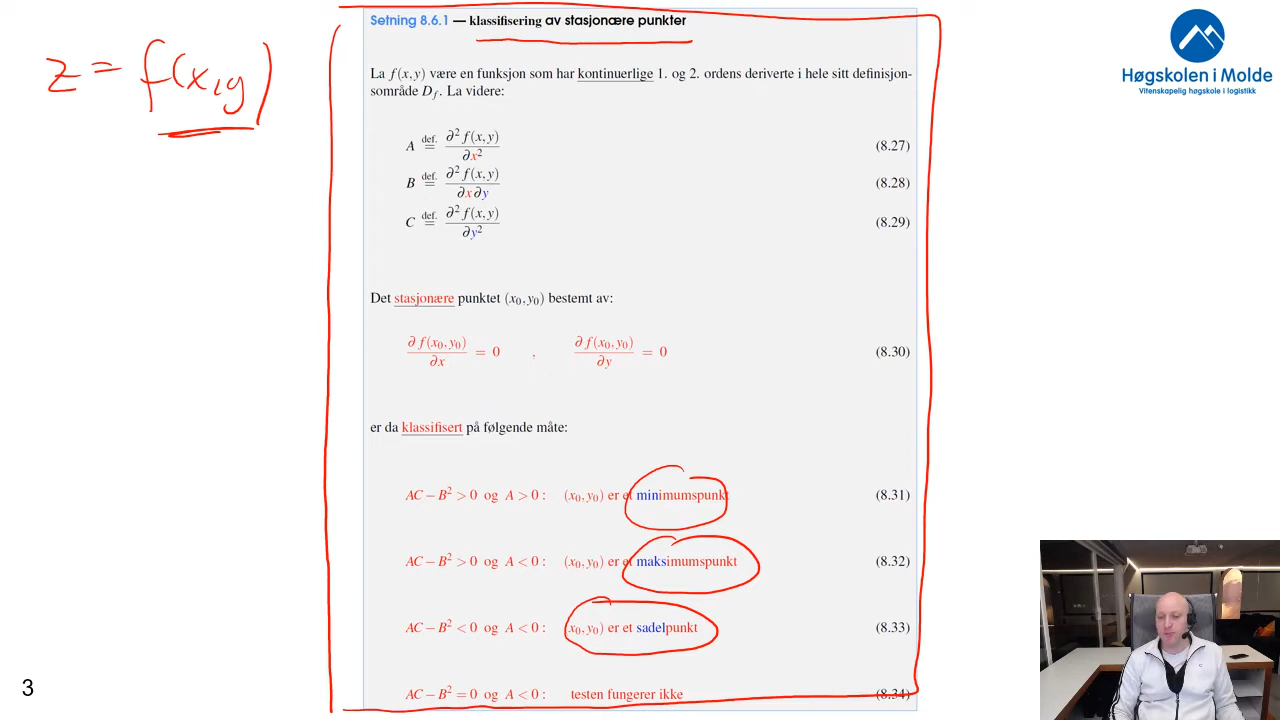 z = f(x,y)
Setning 8.6.1 — klassifisering av stasjonære punkter
La f(x,y) være en funksjon som har kontinuerlige 1. og 2. ordens deriverte i hele sitt definisjon-
sområde D_f. La videre:
A def. = ∂² f(x,y) / ∂x² (8.27)
B def. = ∂² f(x,y) / ∂x∂y (8.28)
C def. = ∂² f(x,y) / ∂y² (8.29)
Det stasjonære punktet (x₀,y₀) bestemt av:
∂ f(x₀,y₀) / ∂x = 0 , ∂ f(x₀,y₀) / ∂y = 0 (8.30)
er da klassifisert på følgende måte:
AC − B² > 0 og A > 0 : (x₀,y₀) er et minimumspunkt (8.31)
AC − B² > 0 og A < 0 : (x₀,y₀) er et maksimumspunkt (8.32)
AC − B² < 0 og A < 0 : (x₀,y₀) er et sadelpunkt (8.33)
AC − B² = 0 og A < 0 : testen fungerer ikke (8.34)
Høgskolen i Molde
Vitenskapelig høgskole i logistikk
3